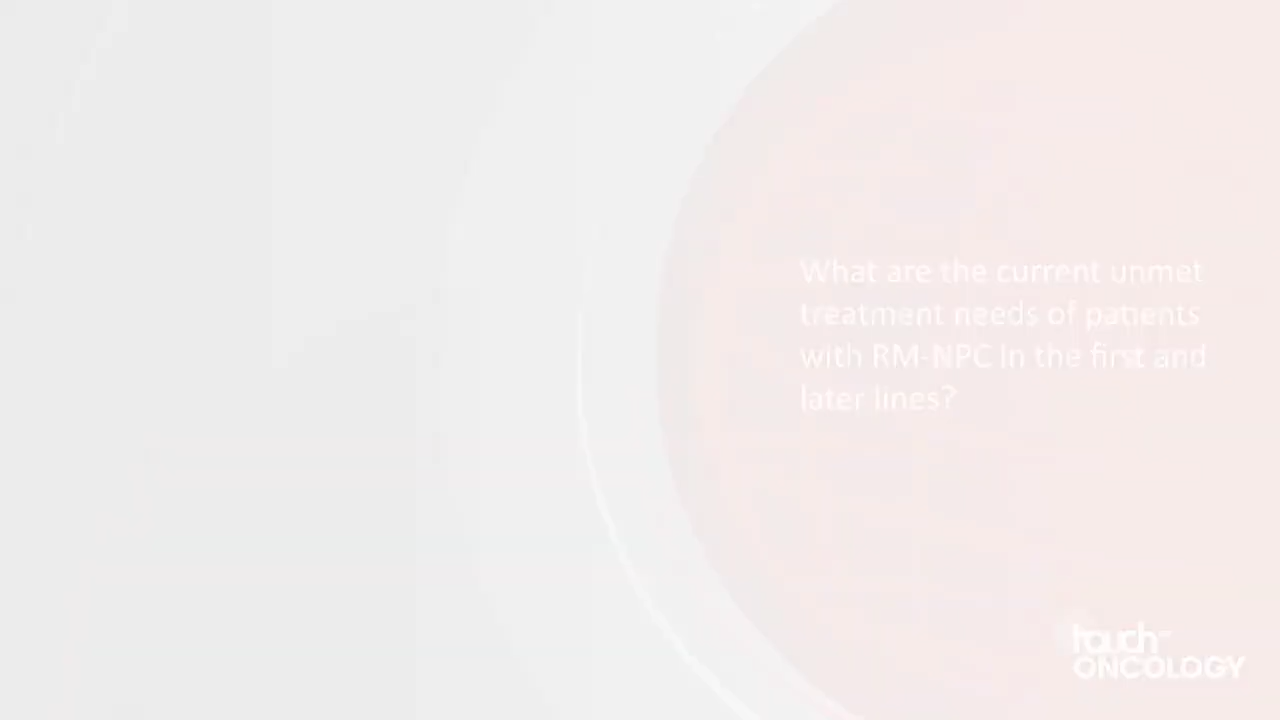 What are the current unmet
treatment needs of patients
with RM-NPC in the first and
later lines?
touch
ONCOLOGY